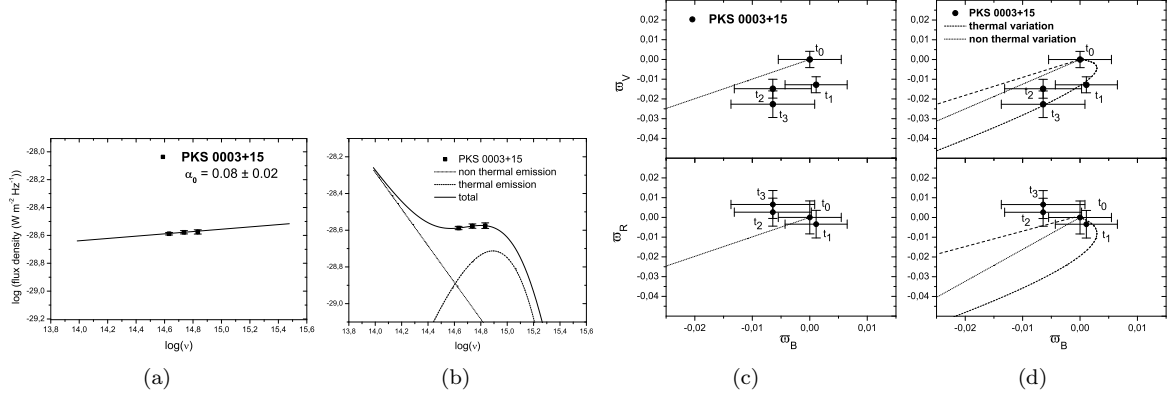 -28,0
-28,2
-28,4
-28,6
-28,8
-29,0
-29,2
log (flux density (W m⁻² Hz⁻¹))
PKS 0003+15
α₀ = 0.08 ± 0.02
13,8 14,0 14,2 14,4 14,6 14,8 15,0 15,2 15,4 15,6
log(ν)
(a)
-28,2
-28,4
-28,6
-28,8
-29,0
PKS 0003+15
non thermal emission
thermal emission
total
13,8 14,0 14,2 14,4 14,6 14,8 15,0 15,2 15,4 15,6
log(ν)
(b)
0,02
0,01
0,00
-0,01
-0,02
-0,03
-0,04
ϖ_V
PKS 0003+15
t₀
t₁
t₂
t₃
0,02
0,01
0,00
-0,01
-0,02
-0,03
-0,04
ϖ_R
t₃
t₀
t₂
t₁
-0,02 -0,01 0,00 0,01
ϖ_B
(c)
0,02
0,01
0,00
-0,01
-0,02
-0,03
-0,04
PKS 0003+15
thermal variation
non thermal variation
t₀
t₁
t₂
t₃
0,02
0,01
0,00
-0,01
-0,02
-0,03
-0,04
t₃
t₀
t₂
t₁
-0,02 -0,01 0,00 0,01
ϖ_B
(d)